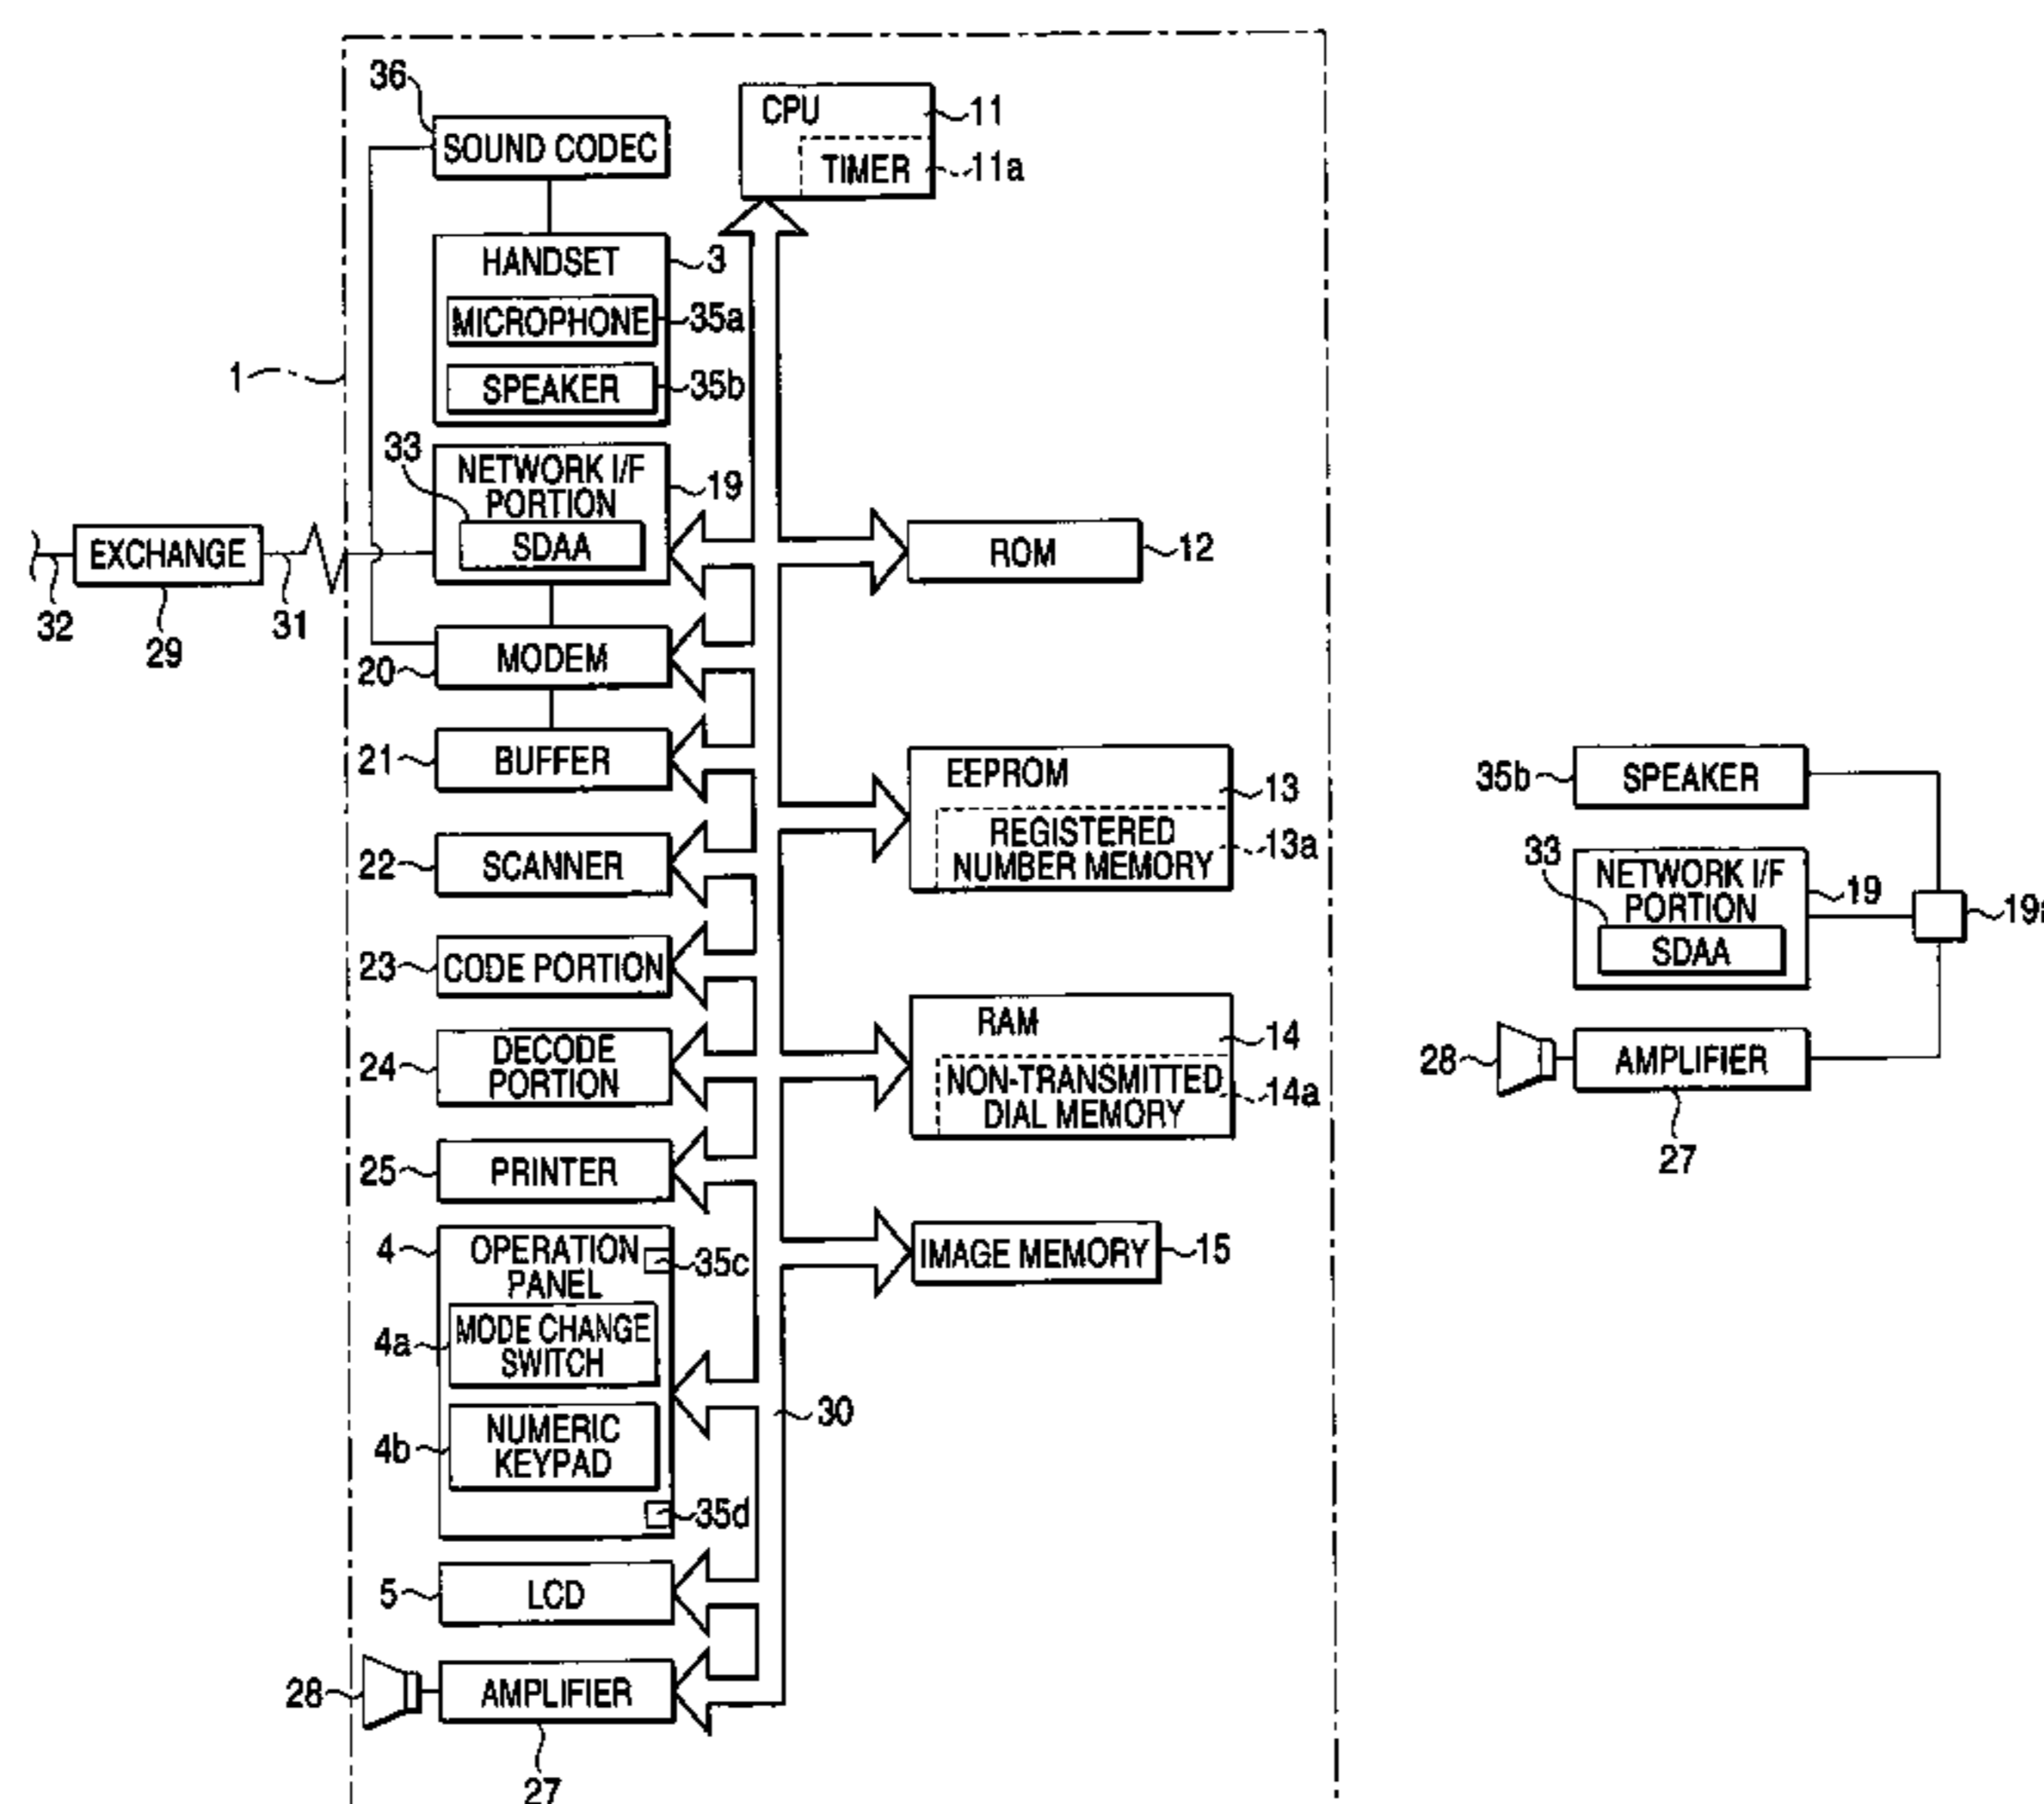 36
SOUND CODEC
CPU
11
TIMER
11a
HANDSET
3
MICROPHONE
35a
SPEAKER
35b
1
33
NETWORK I/F
PORTION
19
SDAA
EXCHANGE
32
29
31
ROM
12
20
MODEM
21
BUFFER
EEPROM
13
REGISTERED
NUMBER MEMORY
13a
22
SCANNER
23
CODE PORTION
RAM
14
NON-TRANSMITTED
DIAL MEMORY
14a
24
DECODE
PORTION
25
PRINTER
IMAGE MEMORY
15
4
OPERATION
PANEL
35c
4a
MODE CHANGE
SWITCH
4b
NUMERIC
KEYPAD
35d
30
5
LCD
28
AMPLIFIER
27
35b
SPEAKER
33
NETWORK I/F
PORTION
19
SDAA
28
AMPLIFIER
27